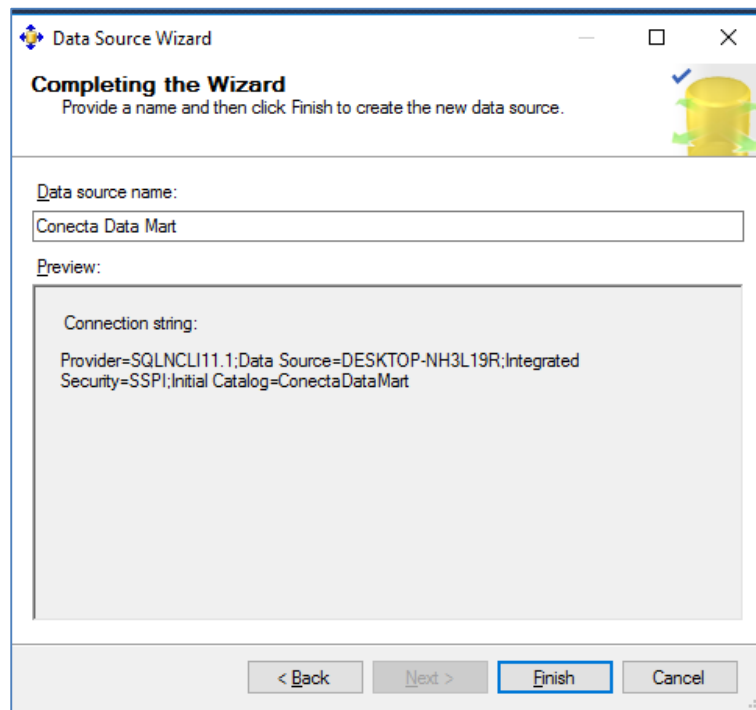 Data Source Wizard
Completing the Wizard
Provide a name and then click Finish to create the new data source.
Data source name:
Conecta Data Mart
Preview:
Connection string:
Provider=SQLNCLI11.1;Data Source=DESKTOP-NH3L19R;Integrated
Security=SSPI;Initial Catalog=ConectaDataMart
< Back
Next >
Finish
Cancel